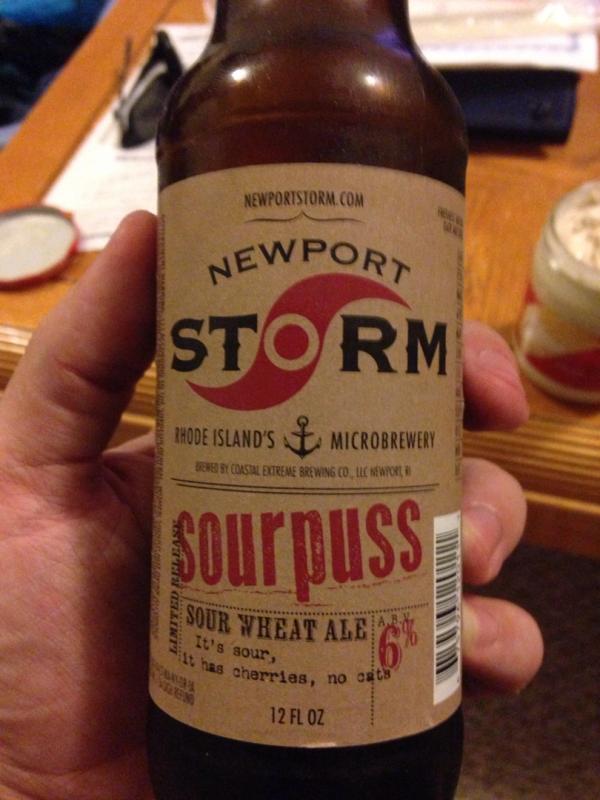 NEWPORTSTORM.COM
NEWPORT
STORM
RHODE ISLAND'S MICROBREWERY
BREWED BY COASTAL EXTREME BREWING CO., LLC NEWPORT, RI
LIMITED RELEASE
sourpuss
SOUR WHEAT ALE
It's sour,
it has cherries, no cats
A.B.V.
6%
12 FL OZ